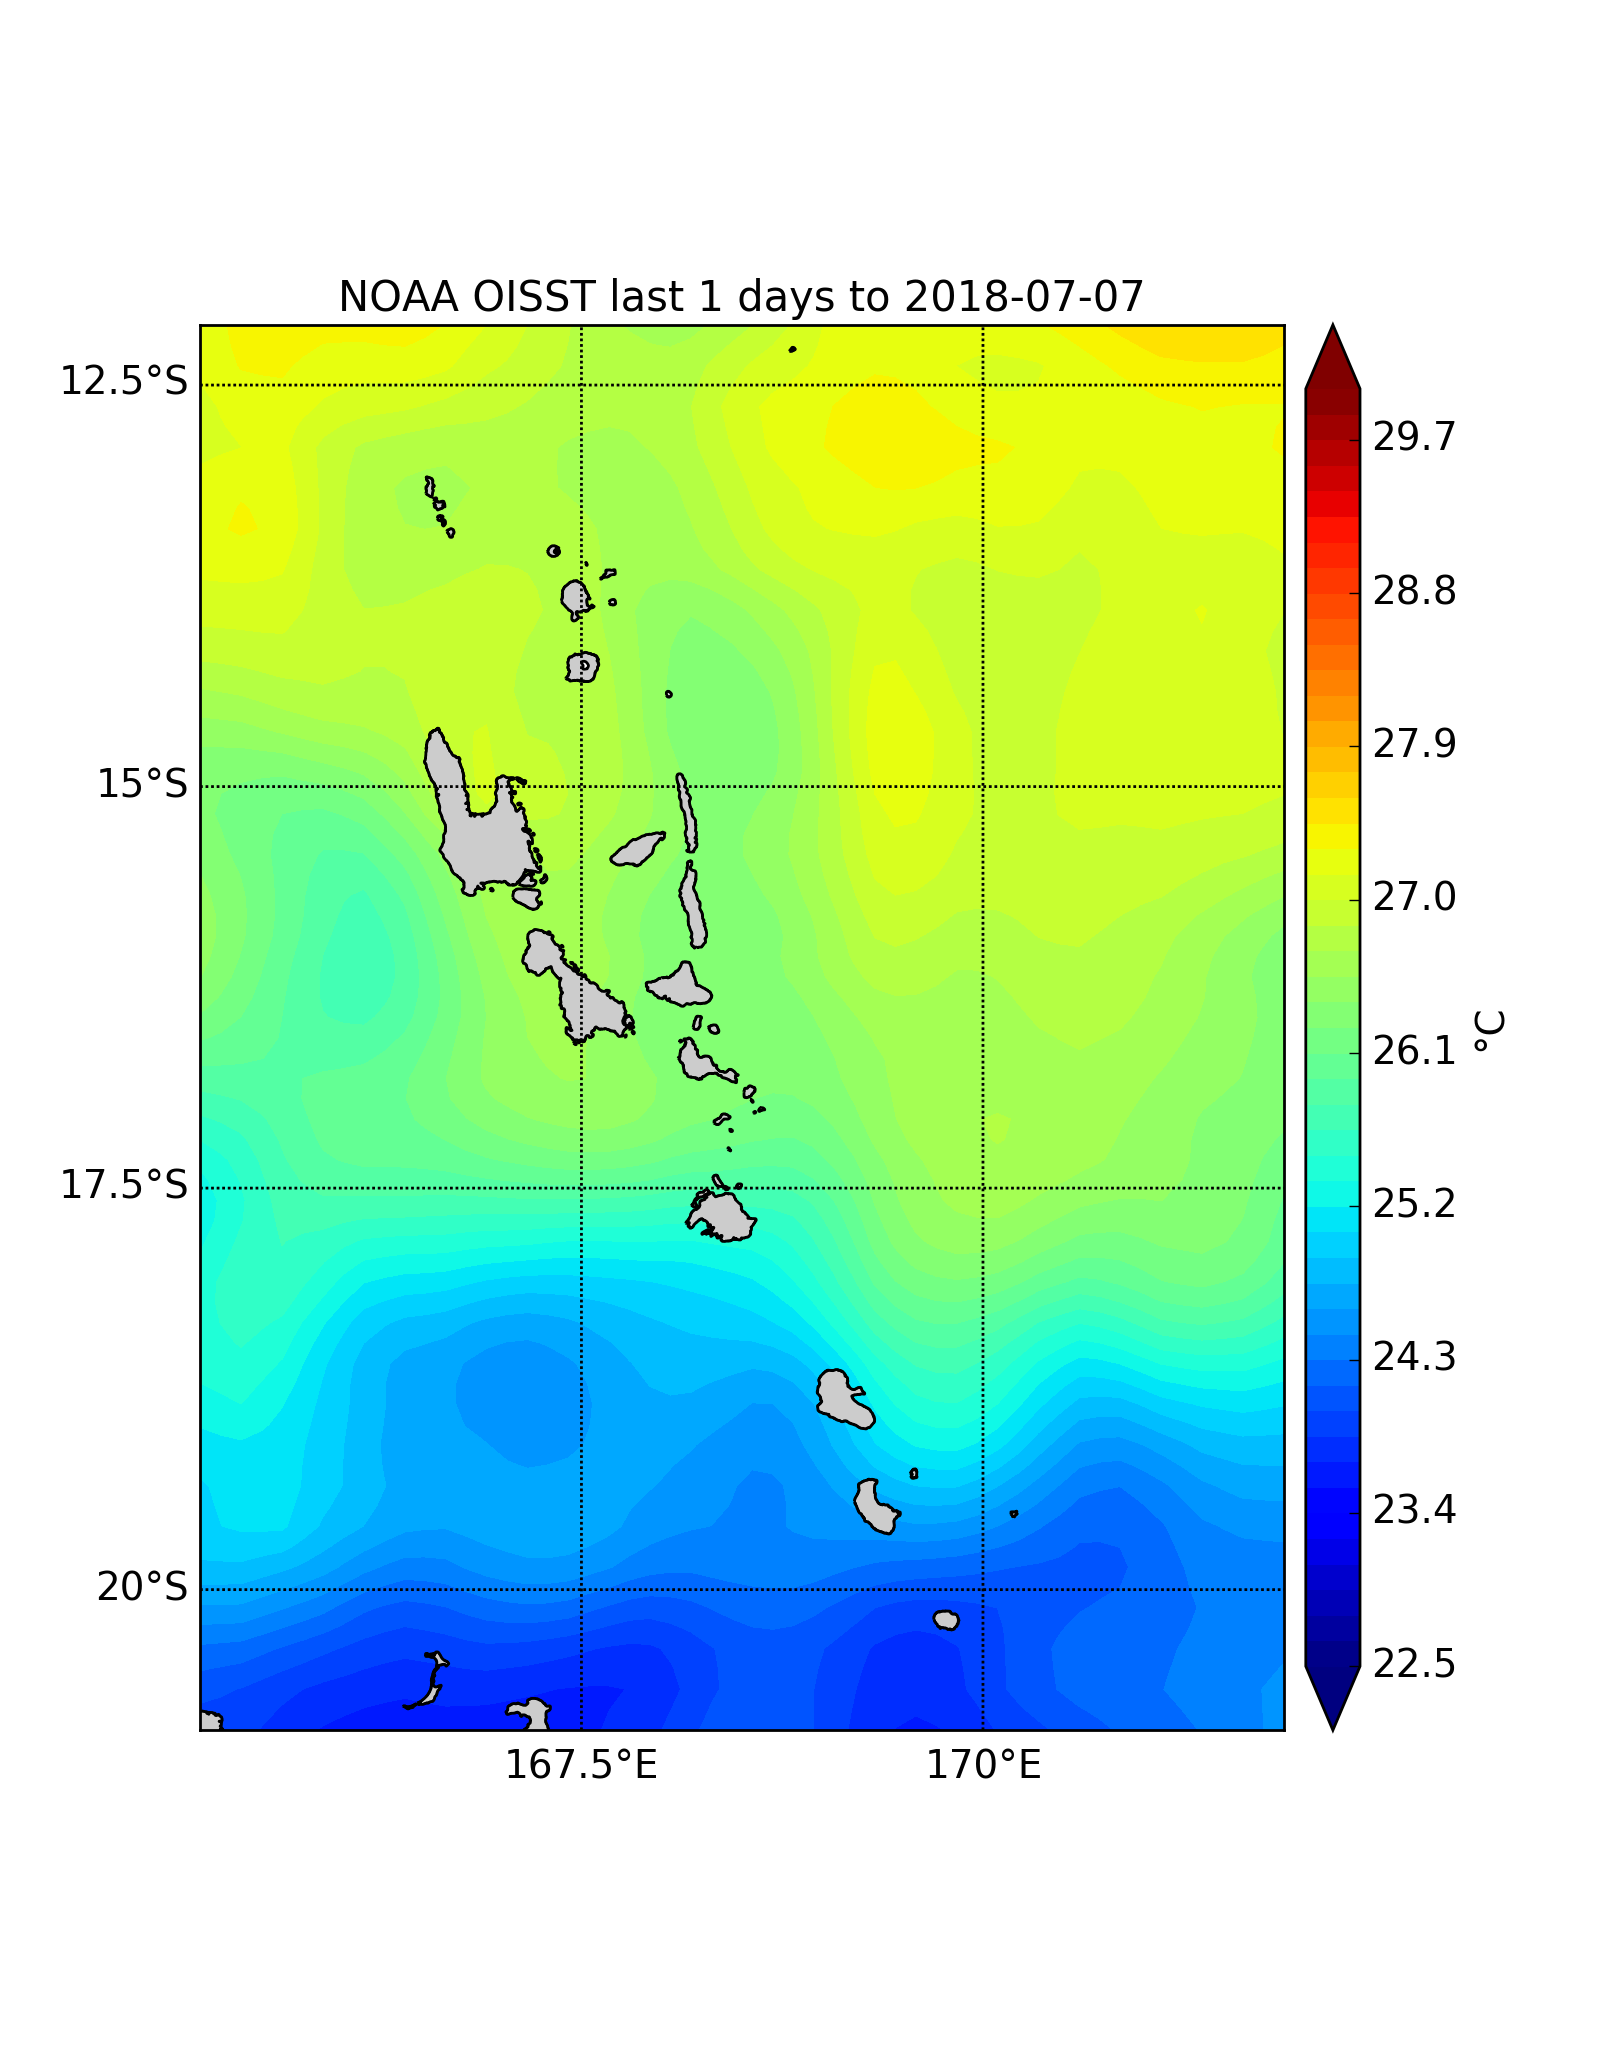 NOAA OISST last 1 days to 2018-07-07
12.5°S
15°S
17.5°S
20°S
167.5°E
170°E
29.7
28.8
27.9
27.0
26.1
25.2
24.3
23.4
22.5
°C